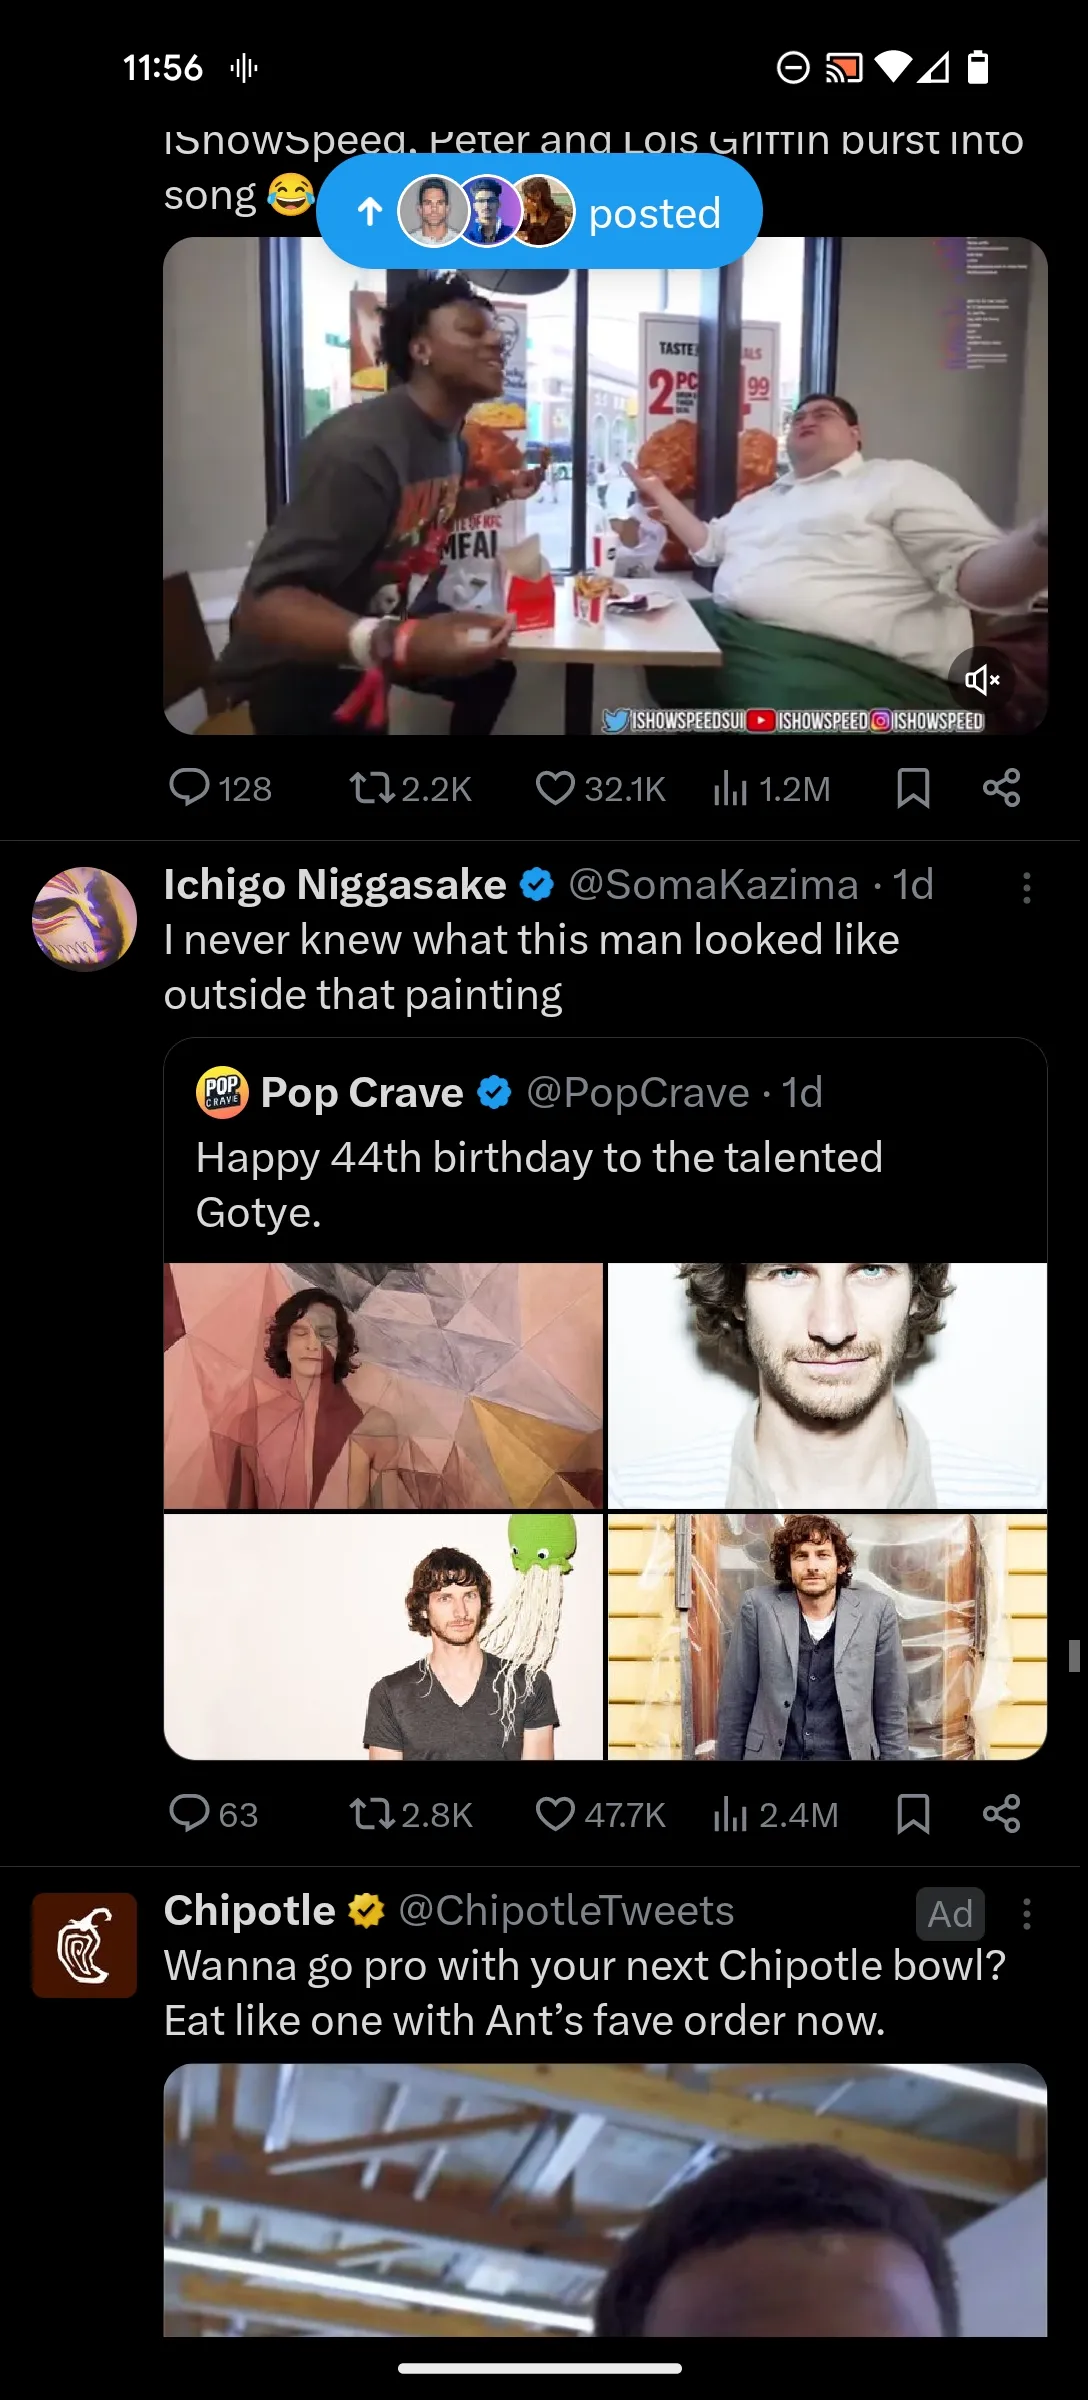 11:56
IShowSpeed, Peter and Lois Griffin burst into
song 😂
posted
TASTE
ALS
2 PC
99
TE OF KFC
MEAL
ISHOWSPEEDSUI ISHOWSPEED ISHOWSPEED
128 2.2K 32.1K 1.2M
Ichigo Niggasake @SomaKazima · 1d
I never knew what this man looked like
outside that painting
POP
CRAVE
Pop Crave @PopCrave · 1d
Happy 44th birthday to the talented
Gotye.
63 2.8K 47.7K 2.4M
Chipotle @ChipotleTweets Ad
Wanna go pro with your next Chipotle bowl?
Eat like one with Ant’s fave order now.